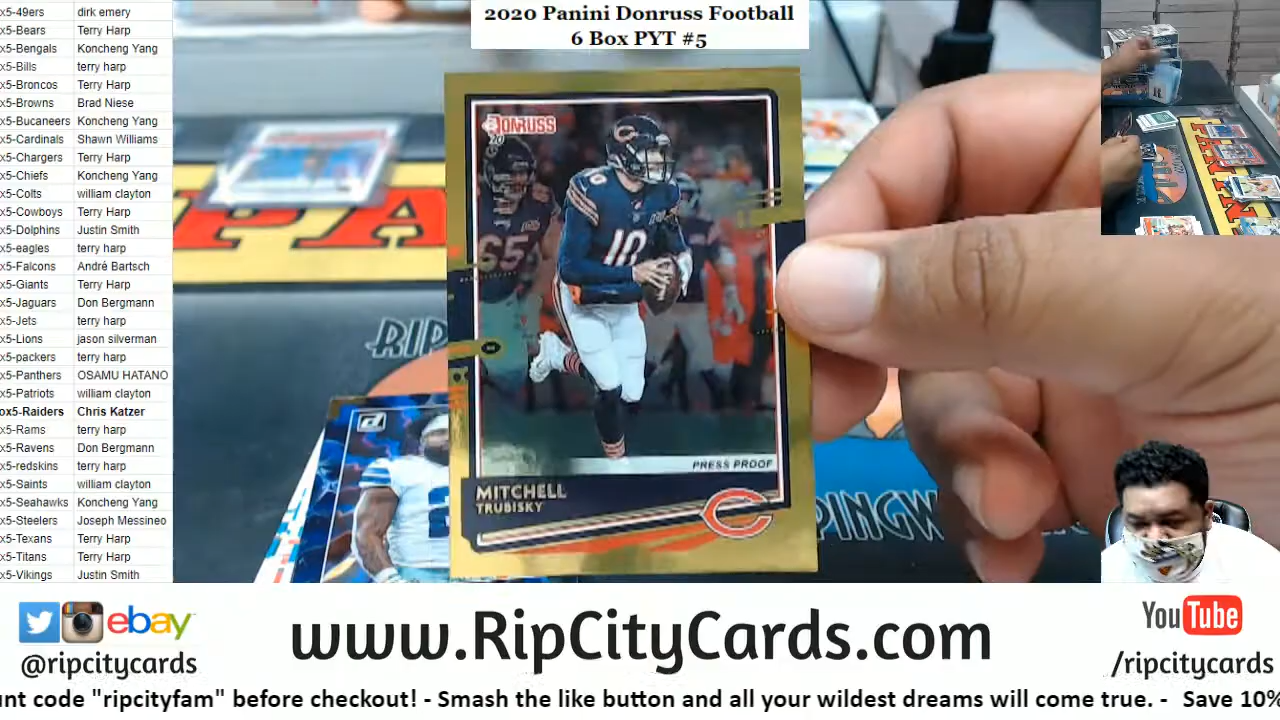 2020 Panini Donruss Football
6 Box PYT #5
x5-49ers dirk emery
x5-Bears Terry Harp
x5-Bengals Koncheng Yang
x5-Bills terry harp
x5-Broncos Terry Harp
x5-Browns Brad Niese
x5-Bucaneers Koncheng Yang
x5-Cardinals Shawn Williams
x5-Chargers Terry Harp
x5-Chiefs Koncheng Yang
x5-Colts william clayton
x5-Cowboys Terry Harp
x5-Dolphins Justin Smith
x5-eagles terry harp
x5-Falcons André Bartsch
x5-Giants Terry Harp
x5-Jaguars Don Bergmann
x5-Jets terry harp
x5-Lions jason silverman
x5-packers terry harp
x5-Panthers OSAMU HATANO
x5-Patriots william clayton
ox5-Raiders Chris Katzer
x5-Rams terry harp
x5-Ravens Don Bergmann
x5-redskins terry harp
x5-Saints william clayton
x5-Seahawks Koncheng Yang
x5-Steelers Joseph Messineo
x5-Texans Terry Harp
x5-Titans Terry Harp
x5-Vikings Justin Smith
DONRUSS
20
65
10
10
PRESS PROOF
MITCHELL
TRUBISKY
PA
RIP
PPINGW
ebay
@ripcitycards
www.RipCityCards.com
YouTube
/ripcitycards
unt code "ripcityfam" before checkout! - Smash the like button and all your wildest dreams will come true. - Save 10%